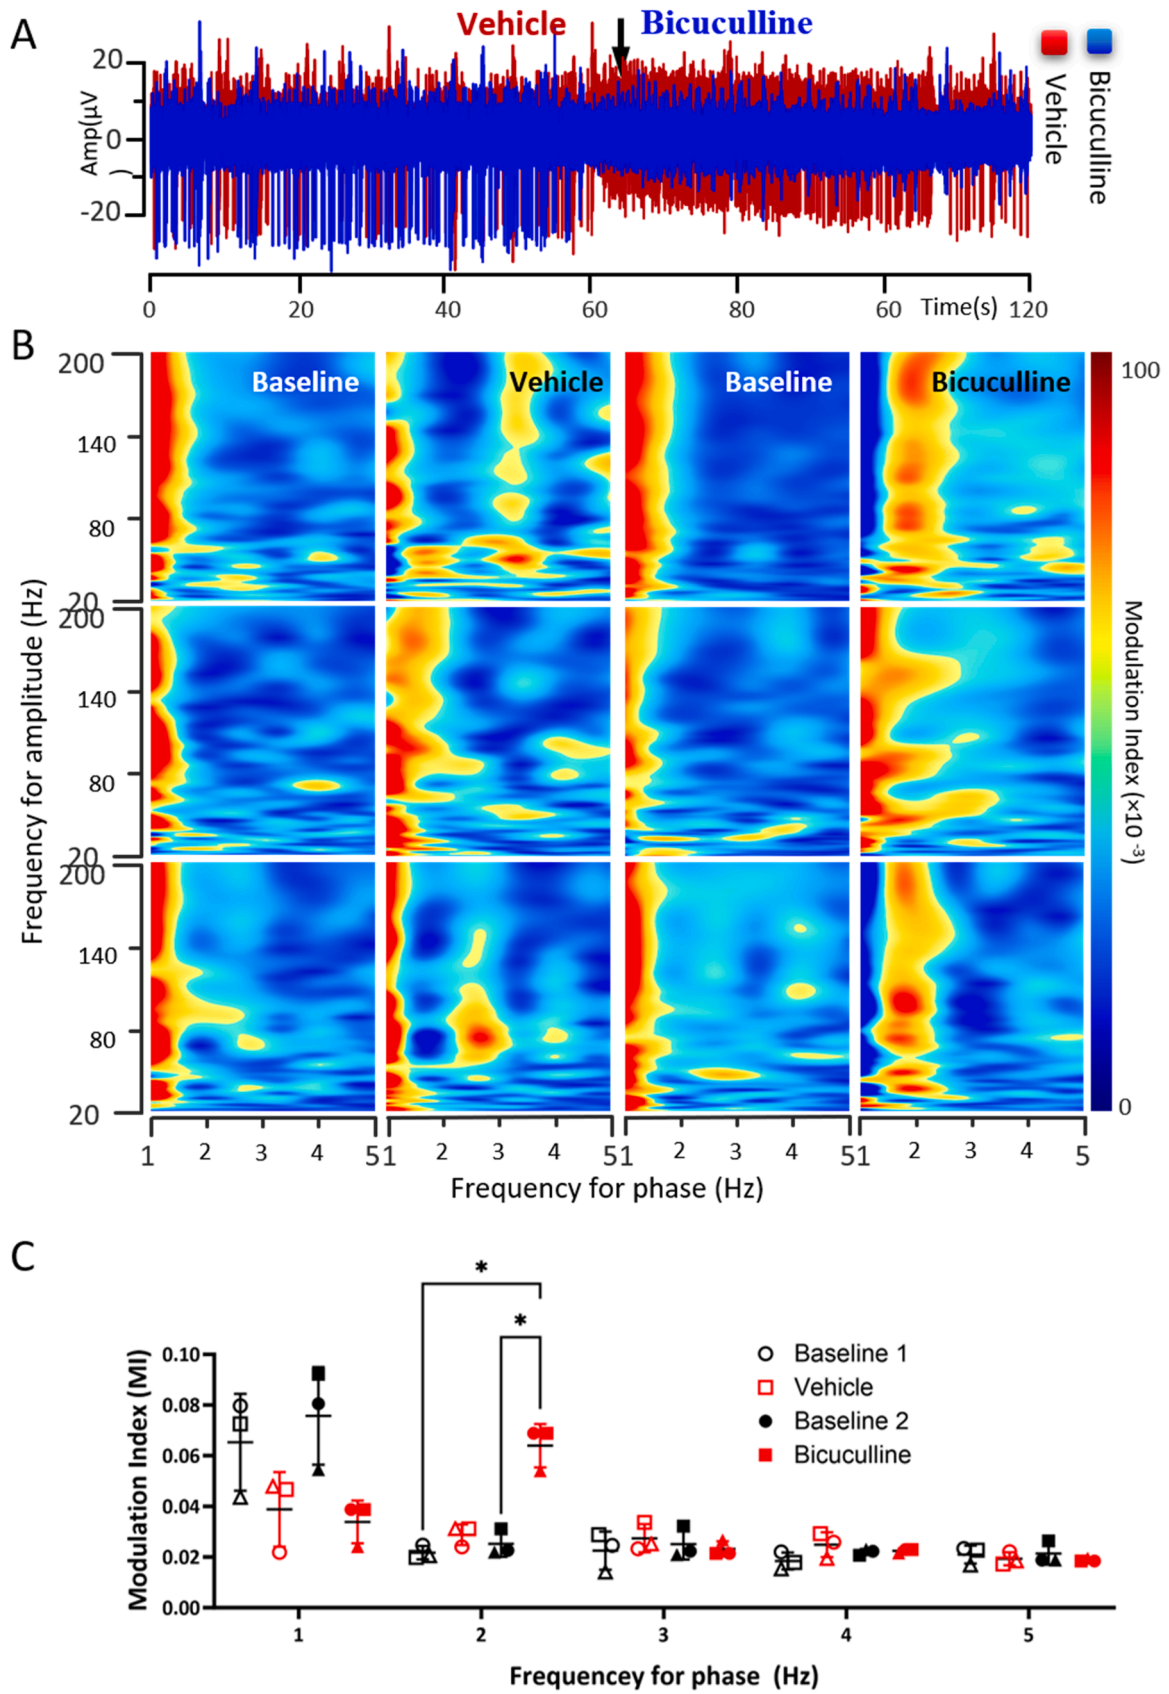 A
Vehicle
Bicuculline
20
0
-20
Amp(µV
)
Vehicle
Bicuculline
0
20
40
60
80
60
Time(s)
120
B
200
140
80
20
200
140
80
20
200
140
80
20
Frequency for amplitude (Hz)
Baseline
Vehicle
Baseline
Bicuculline
100
0
Modulation Index (×10 -3)
1 2 3 4 5 1 2 3 4 5 1 2 3 4 5 1 2 3 4 5
Frequency for phase (Hz)
C
*
*
Modulation Index (MI)
0.10
0.08
0.06
0.04
0.02
0.00
Baseline 1
Vehicle
Baseline 2
Bicuculline
1 2 3 4 5
Frequencey for phase (Hz)